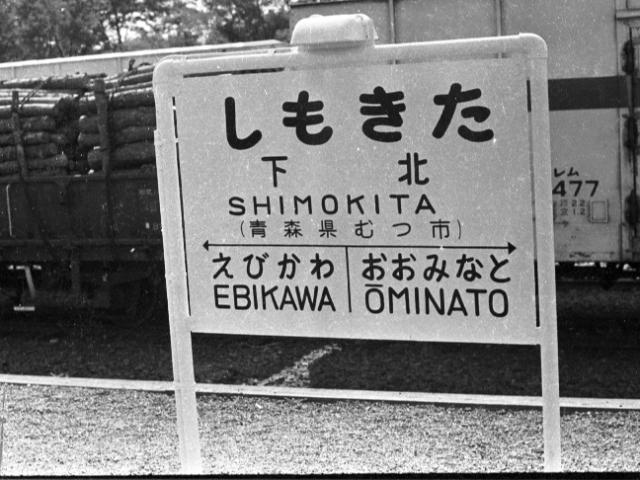 しもきた
下 北
SHIMOKITA
(青森県むつ市)
えびかわ おおみなと
EBIKAWA ŌMINATO
レム
477